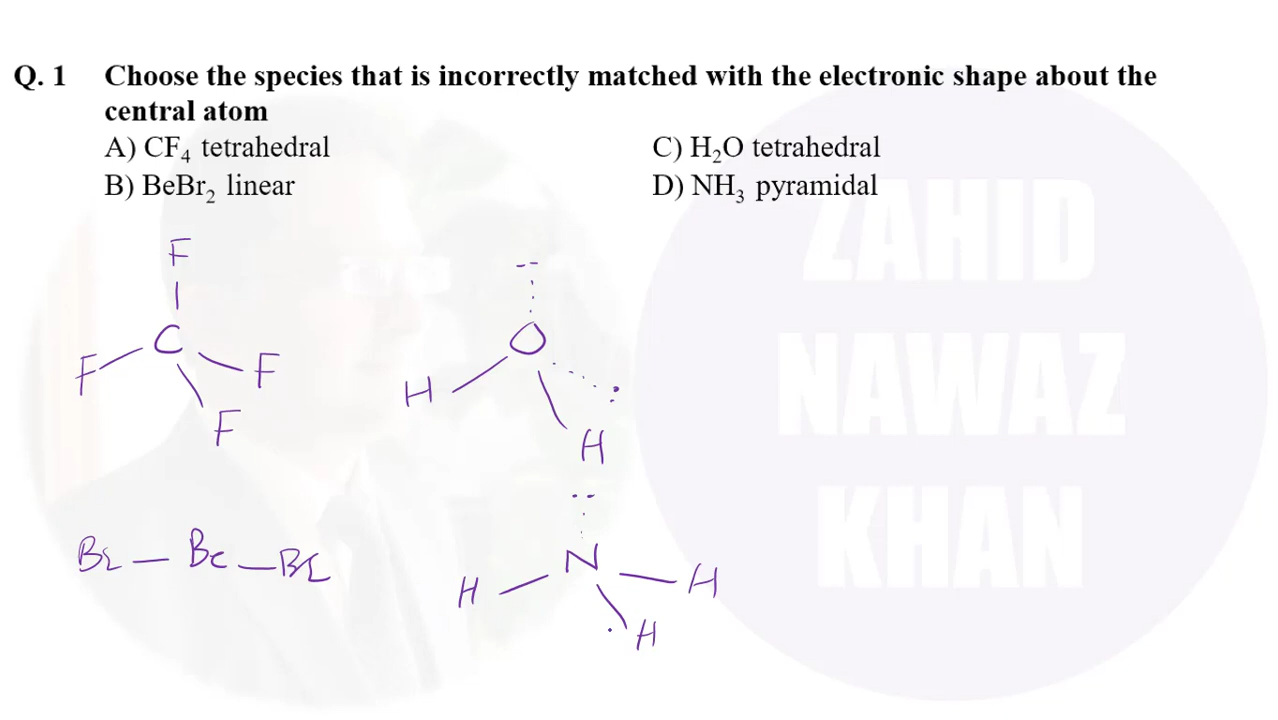 Q. 1 Choose the species that is incorrectly matched with the electronic shape about the
central atom
A) CF₄ tetrahedral C) H₂O tetrahedral
B) BeBr₂ linear D) NH₃ pyramidal
ZAHID
NAWAZ
KHAN
F
C
F F
F
O
H
H
Br — Be — Br
N
H H
H